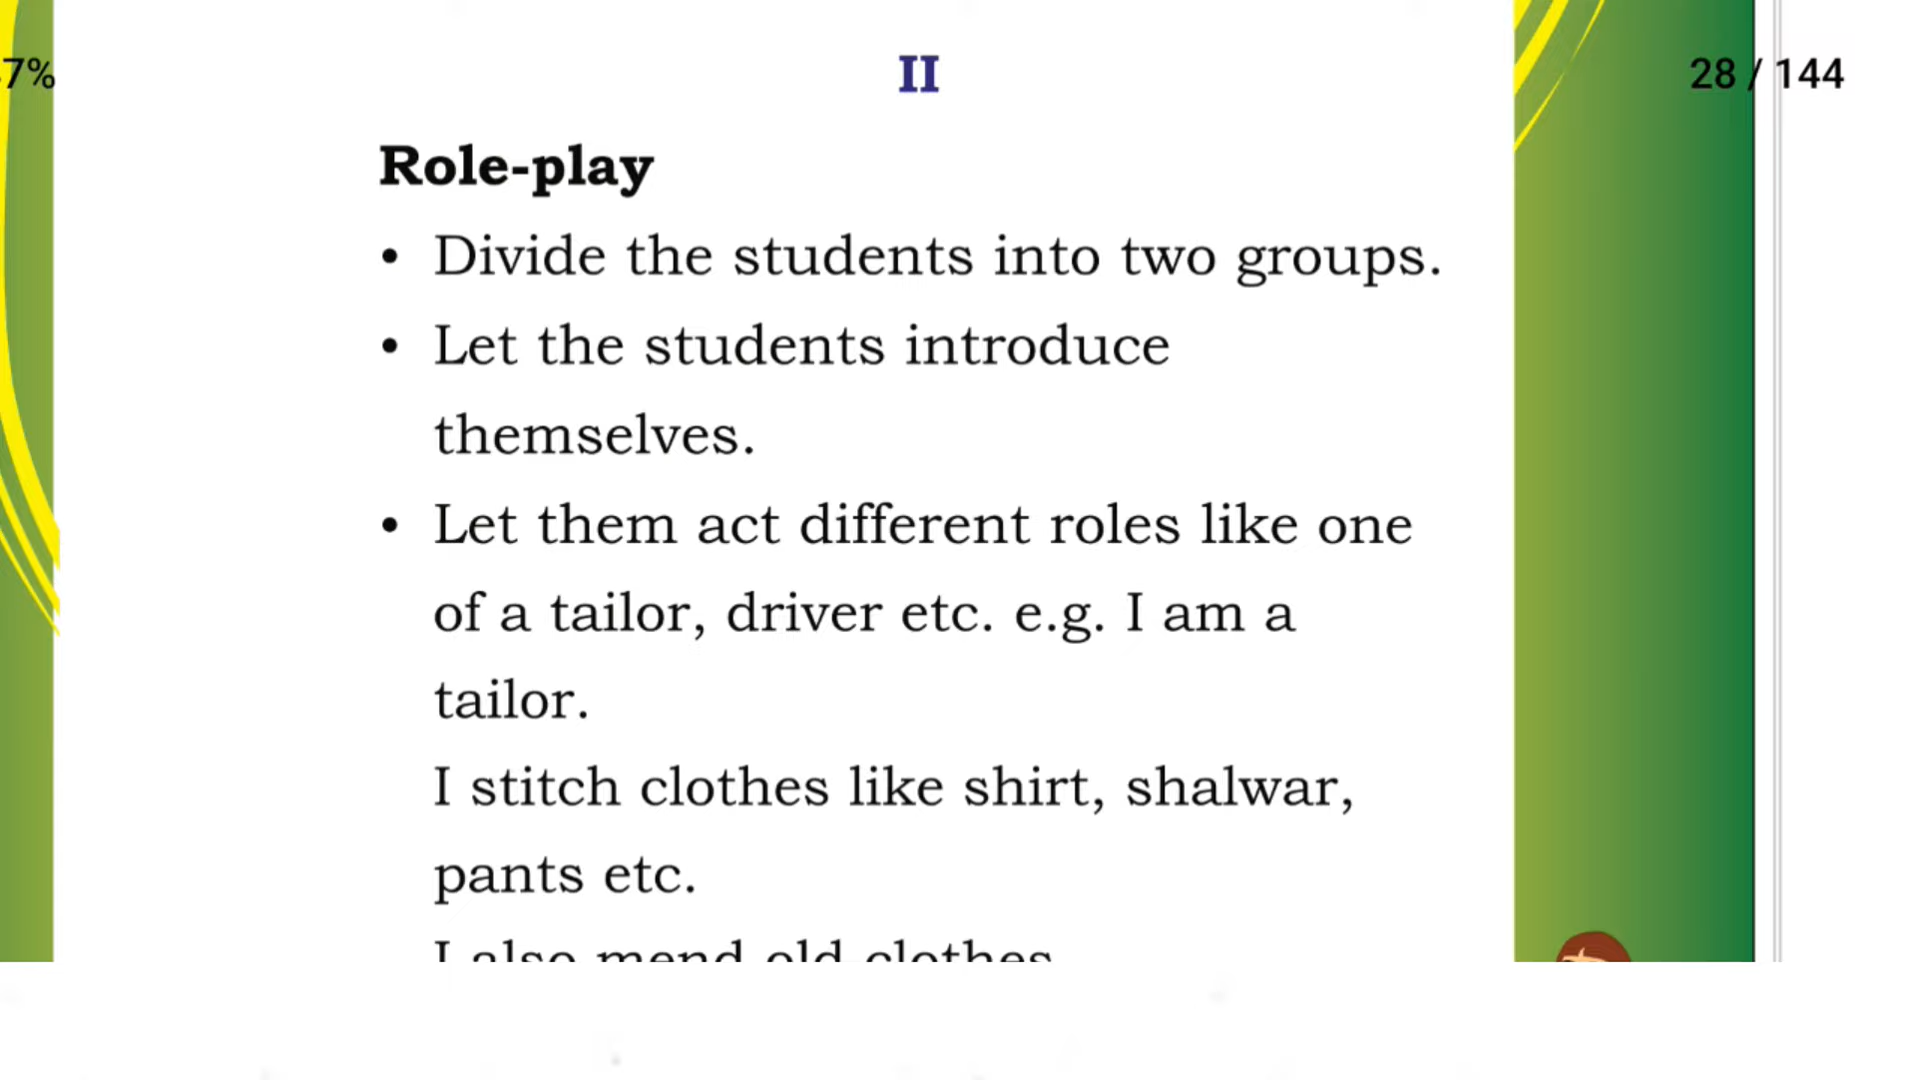 7%
II
28 / 144
Role-play
• Divide the students into two groups.
• Let the students introduce
themselves.
• Let them act different roles like one
of a tailor, driver etc. e.g. I am a
tailor.
I stitch clothes like shirt, shalwar,
pants etc.
I also mend old clothes